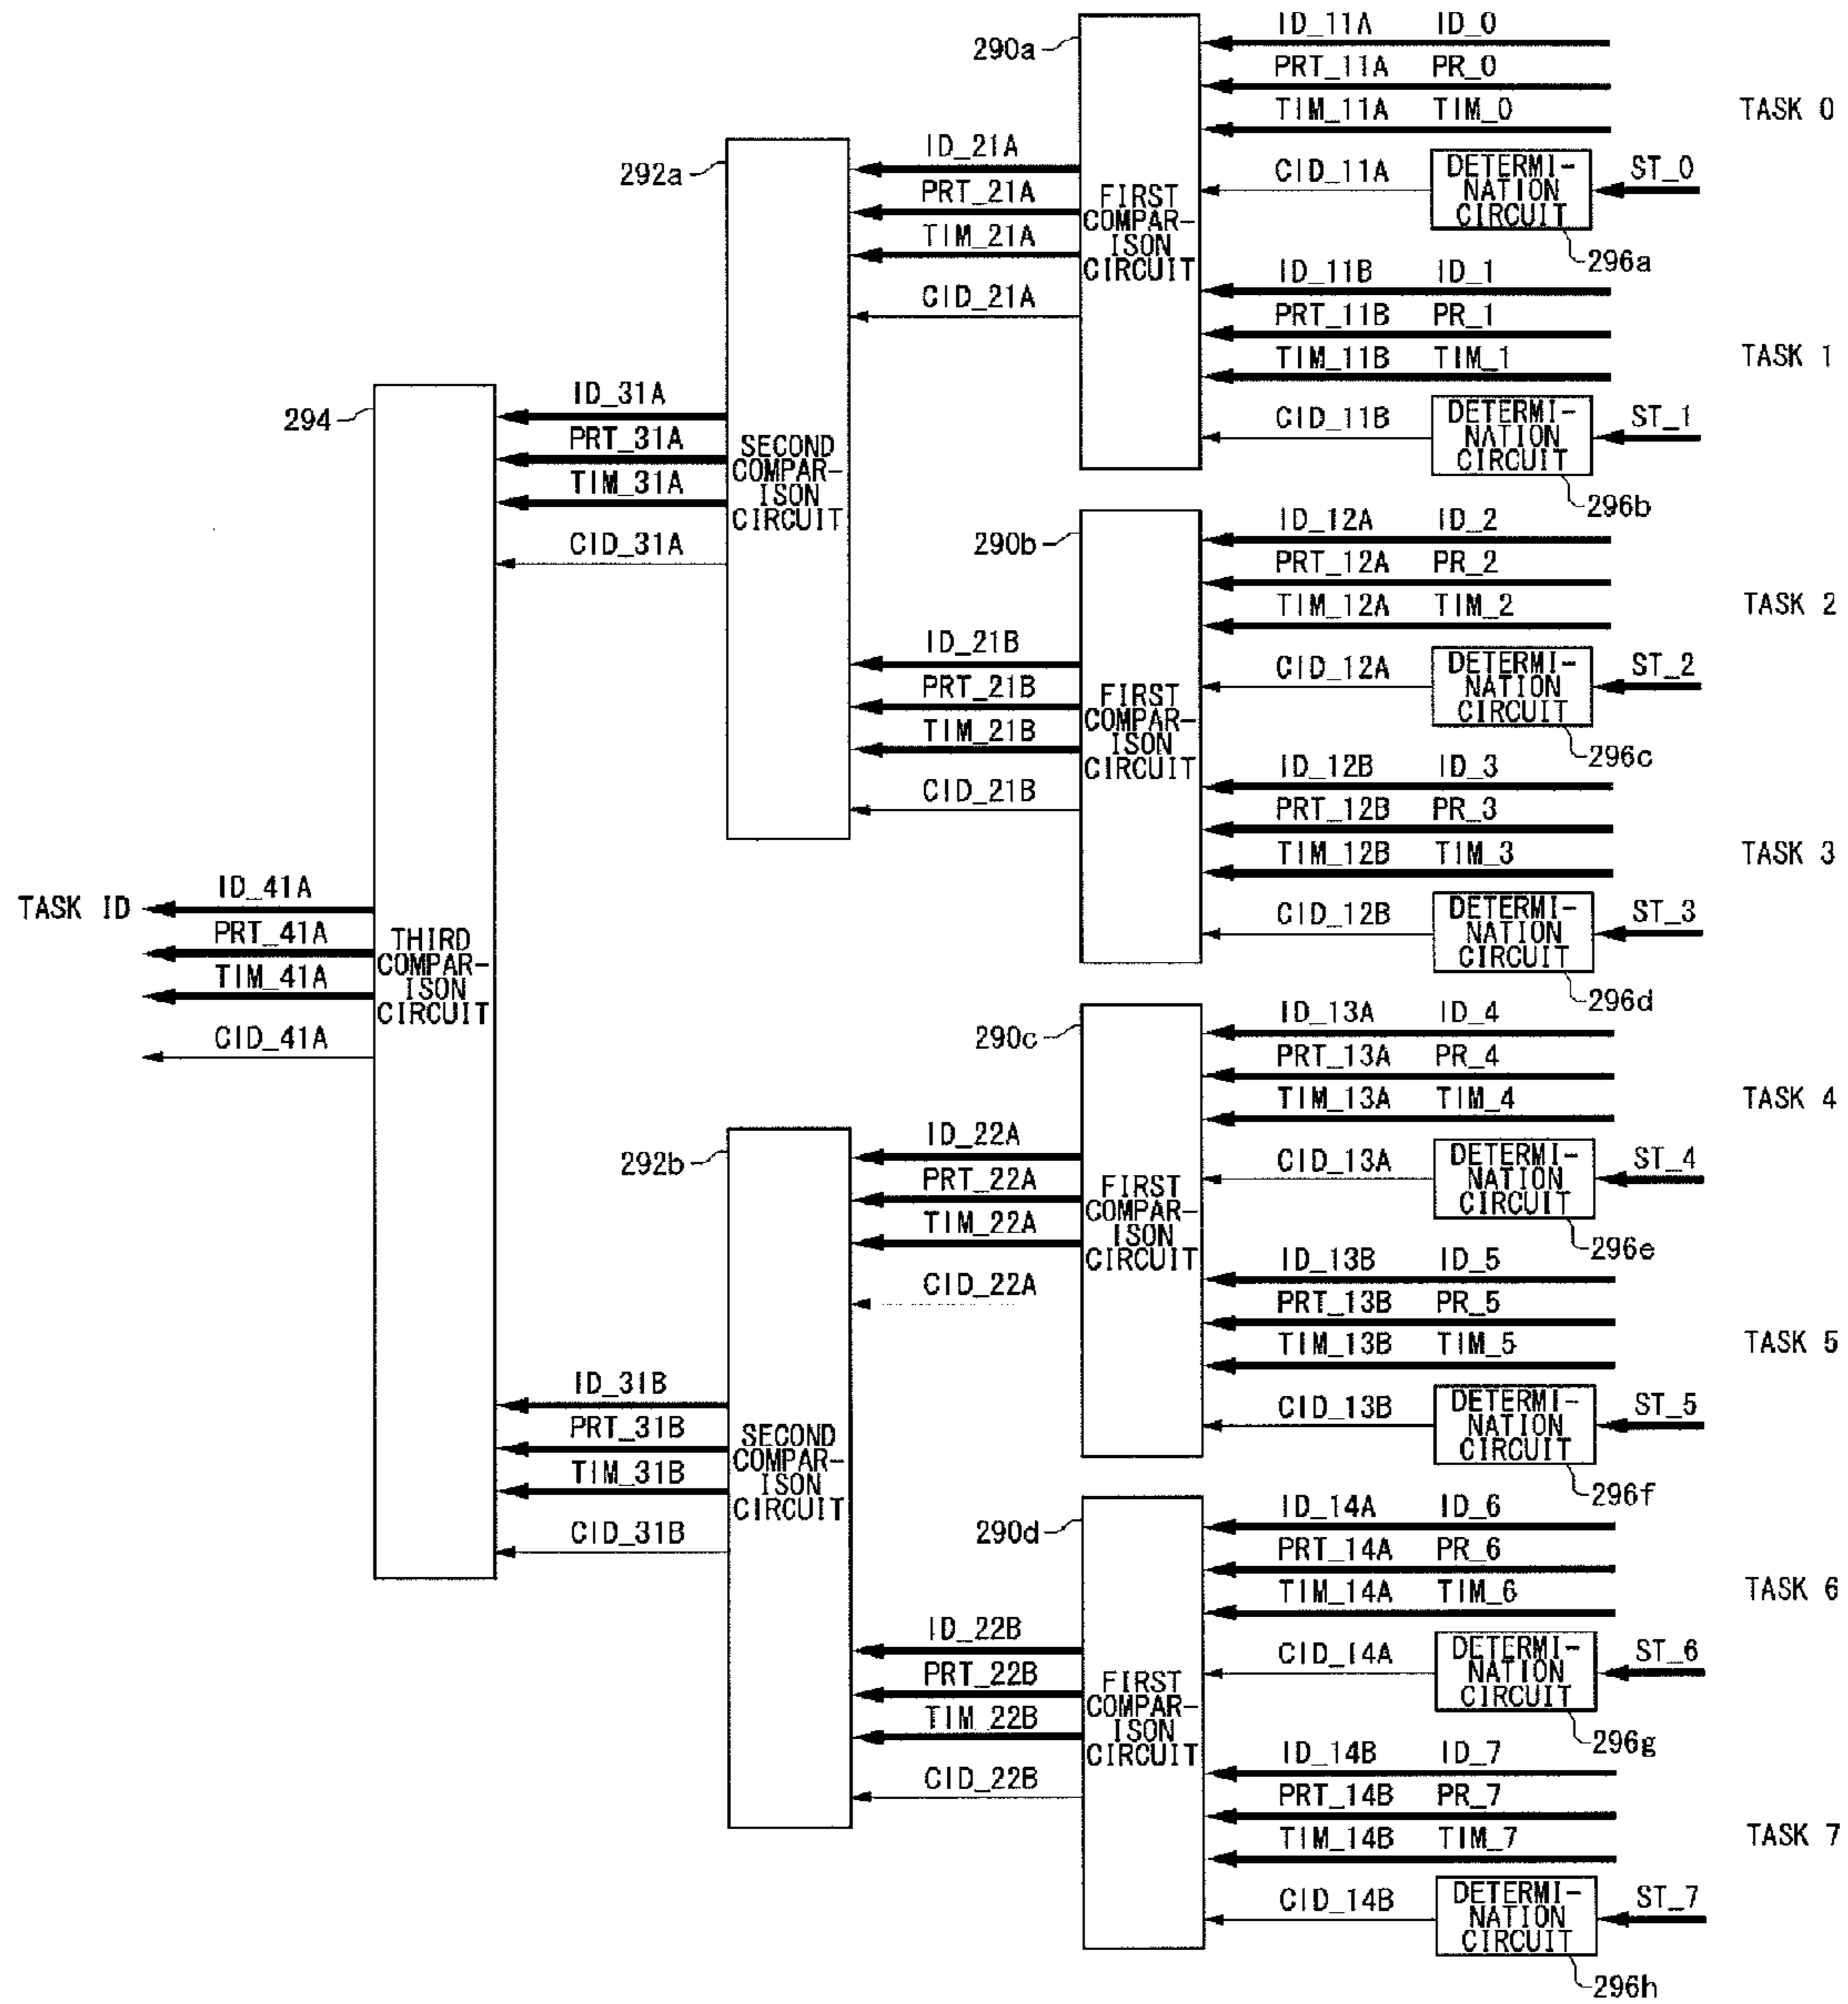 ID_11A ID_0
290a
PRT_11A PR_0
TIM_11A TIM_0
TASK 0
ID_21A
292a
CID_11A
DETERMI-
NATION
CIRCUIT
ST_0
PRT_21A
FIRST
COMPAR-
ISON
CIRCUIT
TIM_21A
296a
ID_11B ID_1
CID_21A
PRT_11B PR_1
TIM_11B TIM_1
TASK 1
ID_31A
294
CID_11B
DETERMI-
NATION
CIRCUIT
ST_1
PRT_31A
SECOND
COMPAR-
ISON
CIRCUIT
TIM_31A
296b
ID_12A ID_2
290b
CID_31A
PRT_12A PR_2
TIM_12A TIM_2
TASK 2
ID_21B
CID_12A
DETERMI-
NATION
CIRCUIT
ST_2
PRT_21B
FIRST
COMPAR-
ISON
CIRCUIT
TIM_21B
296c
ID_12B ID_3
CID_21B
PRT_12B PR_3
TIM_12B TIM_3
TASK 3
TASK ID
ID_41A
CID_12B
DETERMI-
NATION
CIRCUIT
ST_3
PRT_41A
THIRD
COMPAR-
ISON
CIRCUIT
TIM_41A
296d
ID_13A ID_4
CID_41A
290c
PRT_13A PR_4
TIM_13A TIM_4
TASK 4
ID_22A
292b
CID_13A
DETERMI-
NATION
CIRCUIT
ST_4
PRT_22A
FIRST
COMPAR-
ISON
CIRCUIT
TIM_22A
296e
ID_13B ID_5
CID_22A
PRT_13B PR_5
TIM_13B TIM_5
TASK 5
ID_31B
CID_13B
DETERMI-
NATION
CIRCUIT
ST_5
PRT_31B
SECOND
COMPAR-
ISON
CIRCUIT
TIM_31B
296f
ID_14A ID_6
CID_31B
290d
PRT_14A PR_6
TIM_14A TIM_6
TASK 6
ID_22B
CID_14A
DETERMI-
NATION
CIRCUIT
ST_6
PRT_22B
FIRST
COMPAR-
ISON
CIRCUIT
TIM_22B
296g
ID_14B ID_7
CID_22B
PRT_14B PR_7
TIM_14B TIM_7
TASK 7
CID_14B
DETERMI-
NATION
CIRCUIT
ST_7
296h